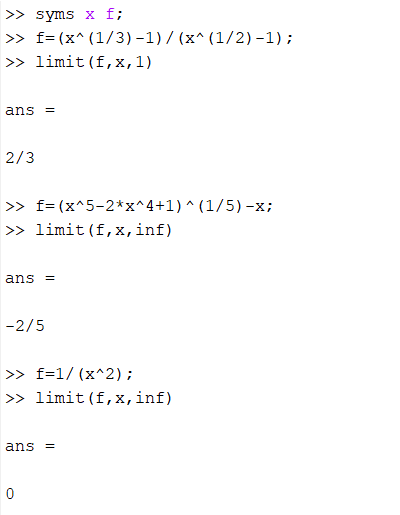 >> syms x f;
>> f=(x^(1/3)-1)/(x^(1/2)-1);
>> limit(f,x,1)
ans =
2/3
>> f=(x^5-2*x^4+1)^(1/5)-x;
>> limit(f,x,inf)
ans =
-2/5
>> f=1/(x^2);
>> limit(f,x,inf)
ans =
0